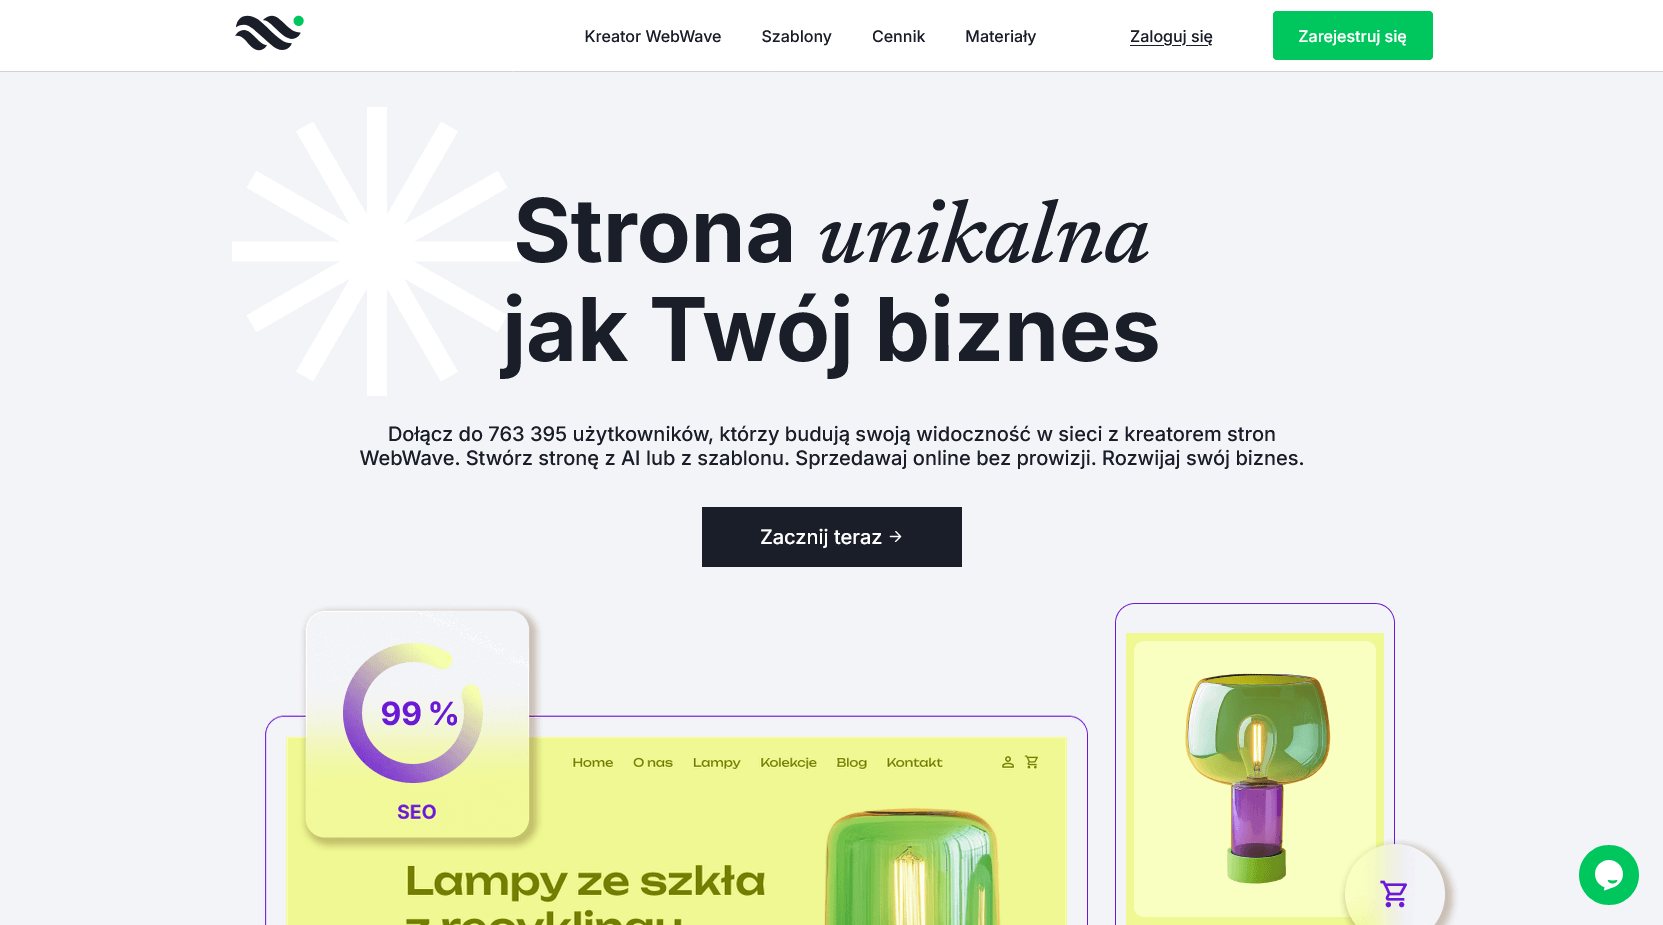 Kreator WebWave
Szablony
Cennik
Materiały
Zaloguj się
Zarejestruj się
Strona unikalna
jak Twój biznes
Dołącz do 763 395 użytkowników, którzy budują swoją widoczność w sieci z kreatorem stron
WebWave. Stwórz stronę z AI lub z szablonu. Sprzedawaj online bez prowizji. Rozwijaj swój biznes.
Zacznij teraz →
99 %
SEO
Home
O nas
Lampy
Kolekcje
Blog
Kontakt
Lampy ze szkła
z recyklingu